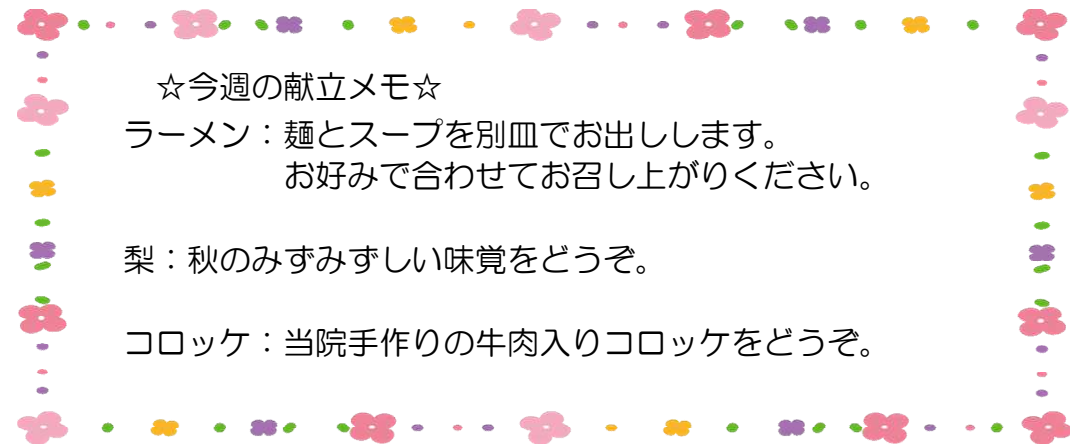 ☆今週の献立メモ☆
ラーメン：麺とスープを別皿でお出しします。
お好みで合わせてお召し上がりください。
梨：秋のみずみずしい味覚をどうぞ。
コロッケ：当院手作りの牛肉入りコロッケをどうぞ。